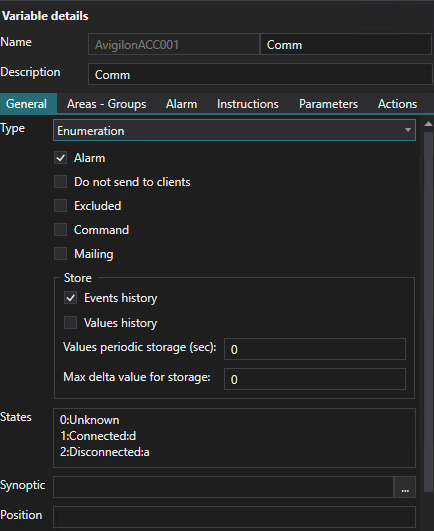 Variable details
Name AvigilonACC001 Comm
Description Comm
General Areas - Groups Alarm Instructions Parameters Actions
Type Enumeration
Alarm
Do not send to clients
Excluded
Command
Mailing
Store
Events history
Values history
Values periodic storage (sec): 0
Max delta value for storage: 0
States 0:Unknown
1:Connected:d
2:Disconnected:a
Synoptic ...
Position